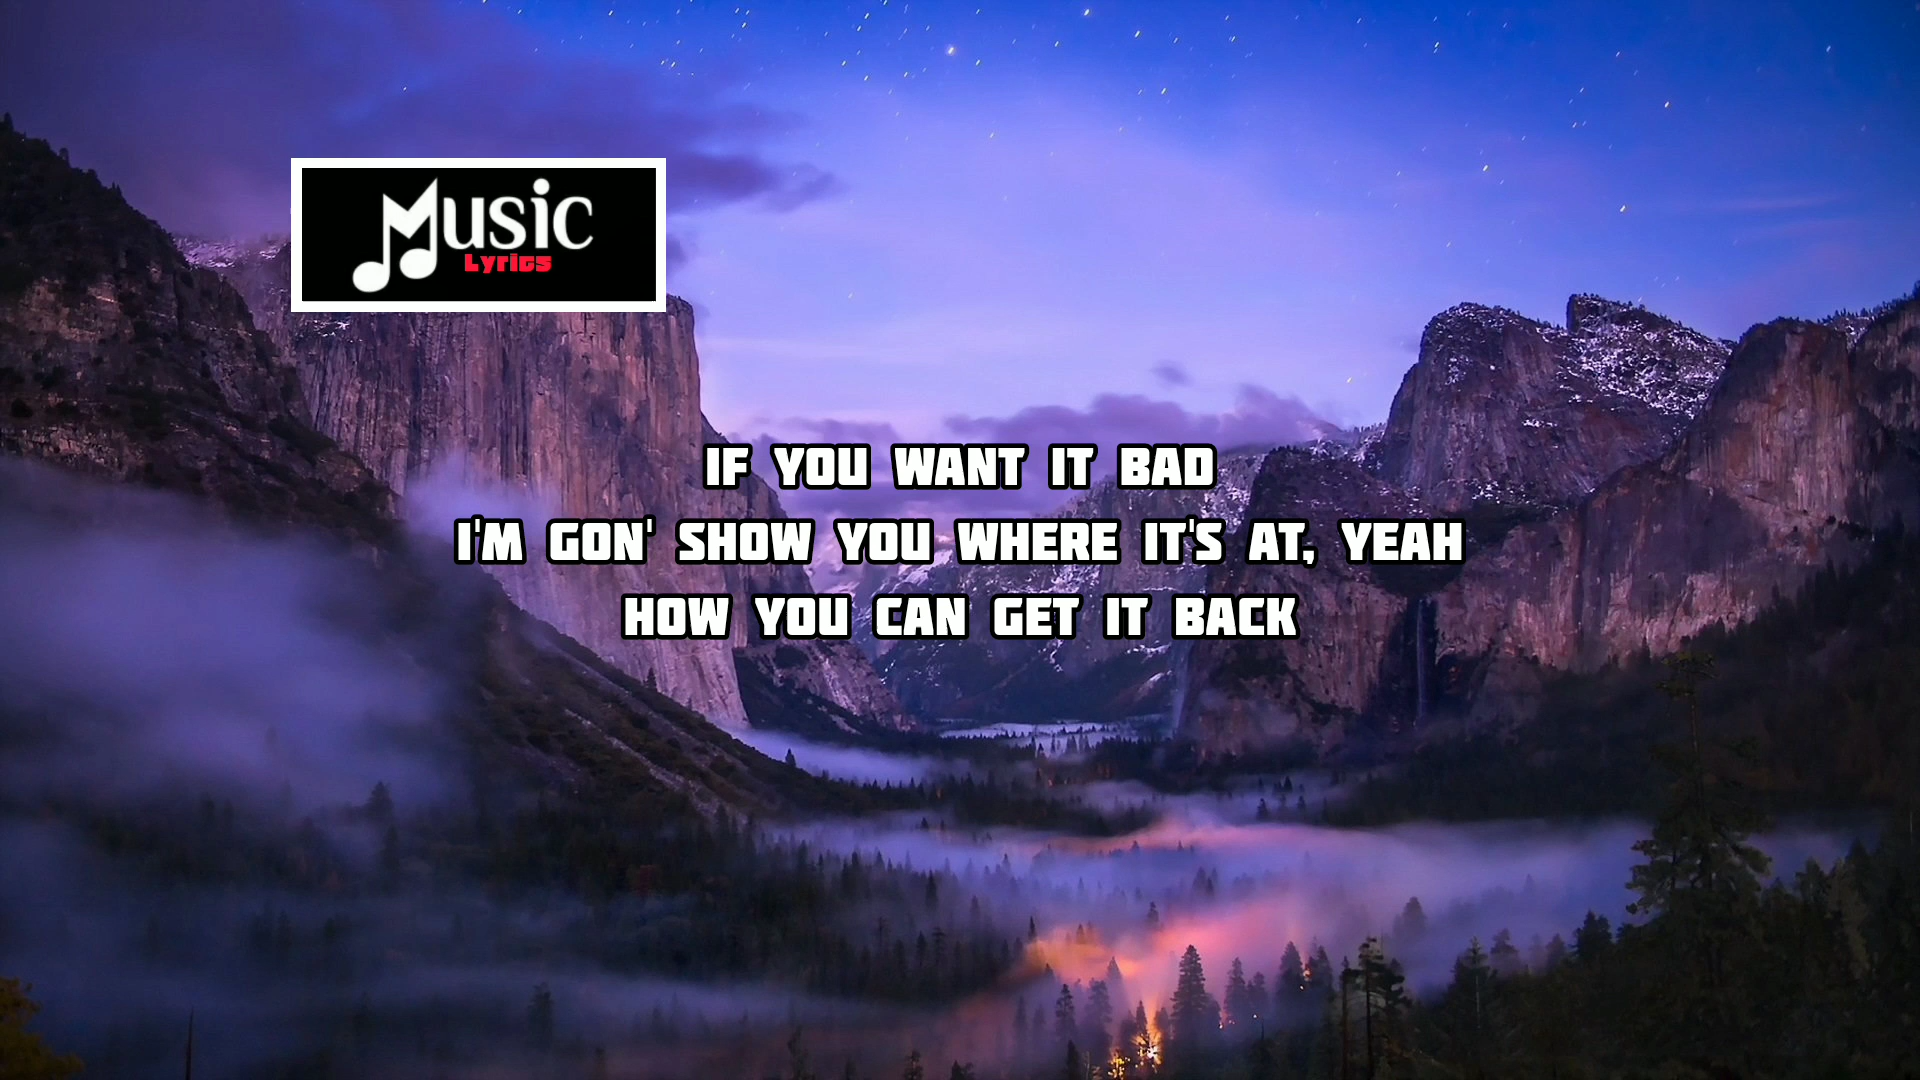 Music
Lyrics
IF YOU WANT IT BAD
I'M GON' SHOW YOU WHERE IT'S AT, YEAH
HOW YOU CAN GET IT BACK